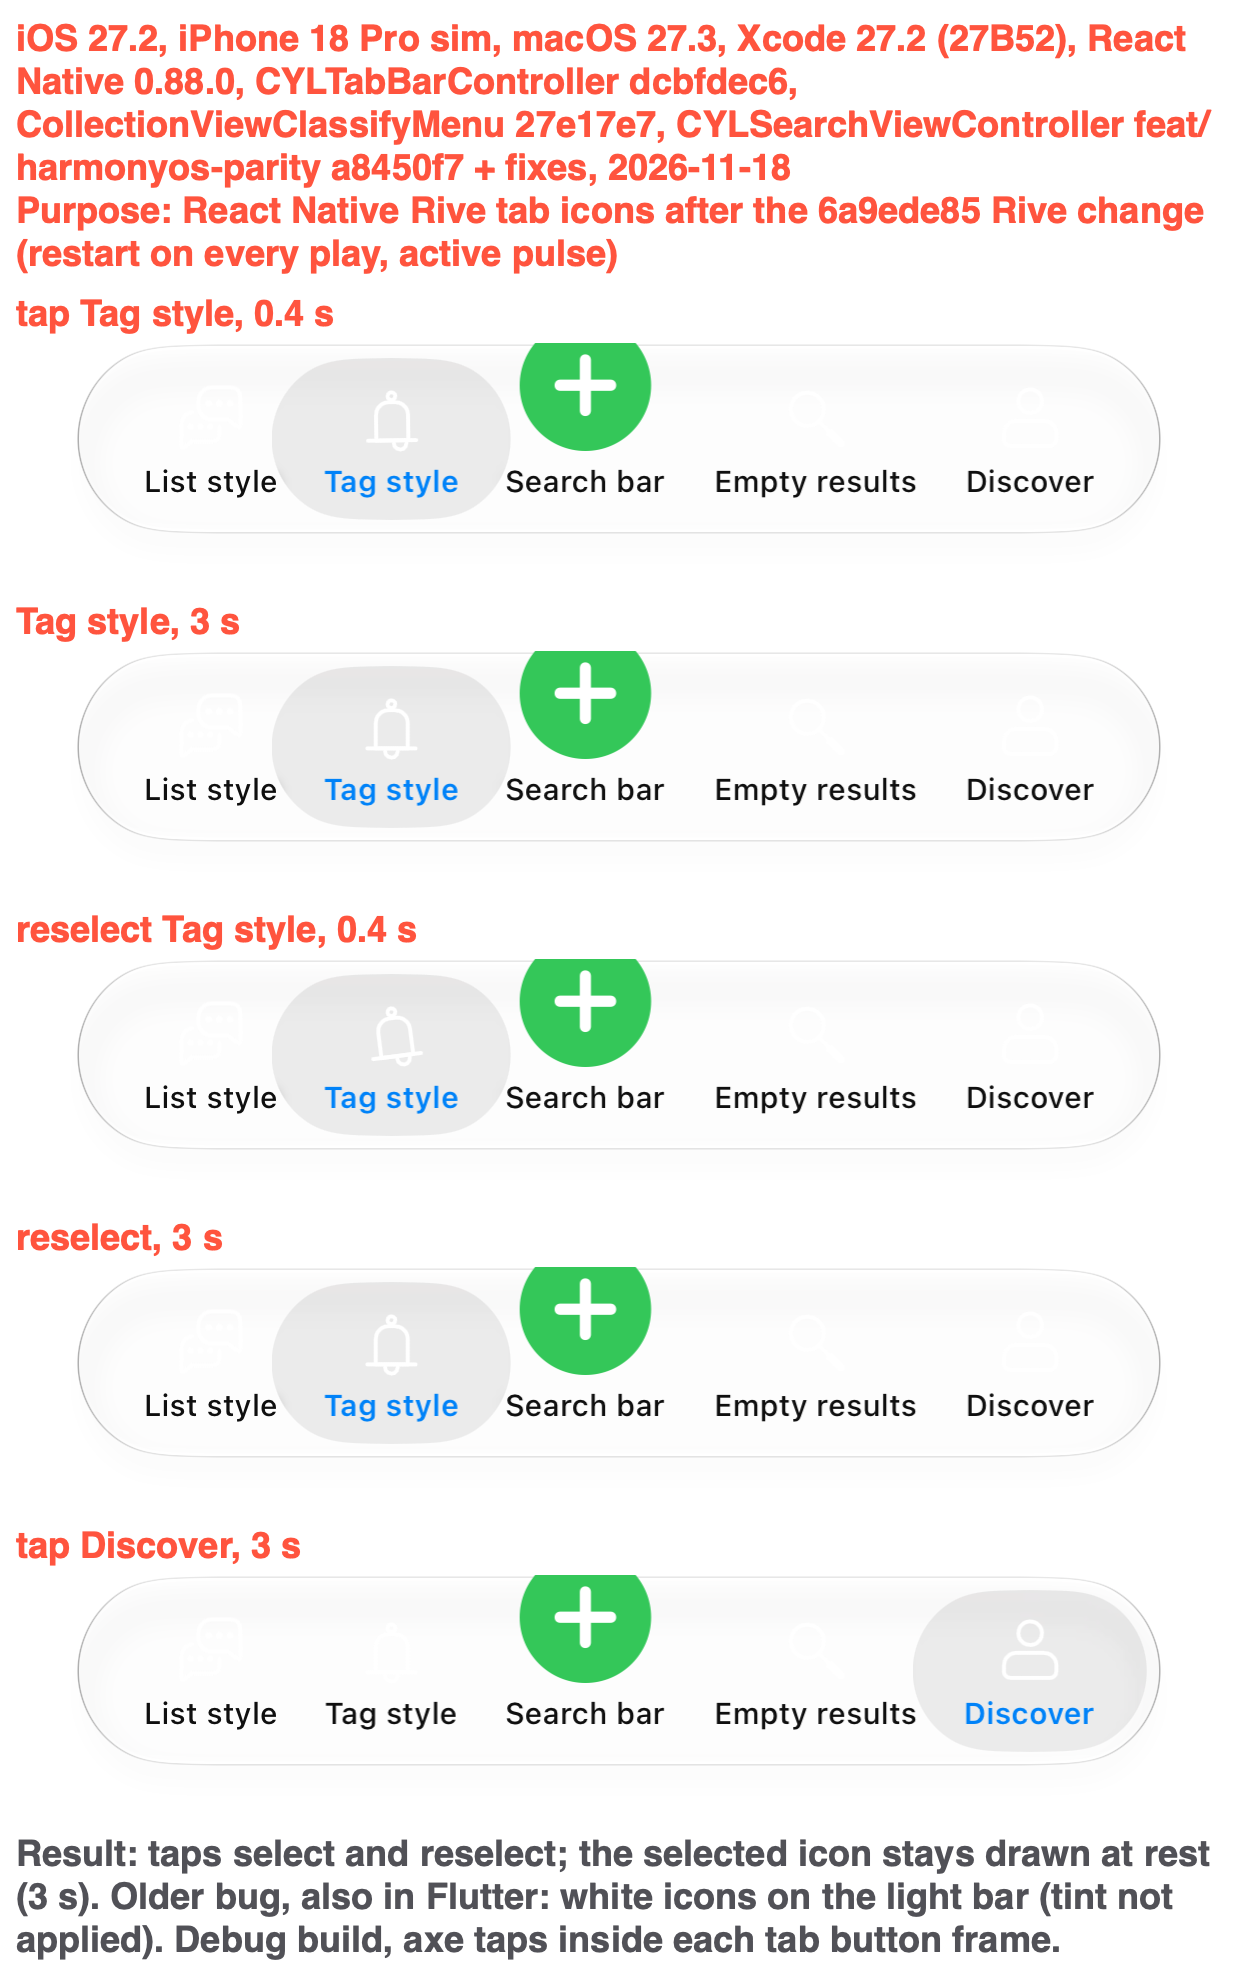 iOS 27.2, iPhone 18 Pro sim, macOS 27.3, Xcode 27.2 (27B52), React
Native 0.88.0, CYLTabBarController dcbfdec6,
CollectionViewClassifyMenu 27e17e7, CYLSearchViewController feat/
harmonyos-parity a8450f7 + fixes, 2026-11-18
Purpose: React Native Rive tab icons after the 6a9ede85 Rive change
(restart on every play, active pulse)
tap Tag style, 0.4 s
List style Tag style Search bar Empty results Discover
Tag style, 3 s
List style Tag style Search bar Empty results Discover
reselect Tag style, 0.4 s
List style Tag style Search bar Empty results Discover
reselect, 3 s
List style Tag style Search bar Empty results Discover
tap Discover, 3 s
List style Tag style Search bar Empty results Discover
Result: taps select and reselect; the selected icon stays drawn at rest
(3 s). Older bug, also in Flutter: white icons on the light bar (tint not
applied). Debug build, axe taps inside each tab button frame.